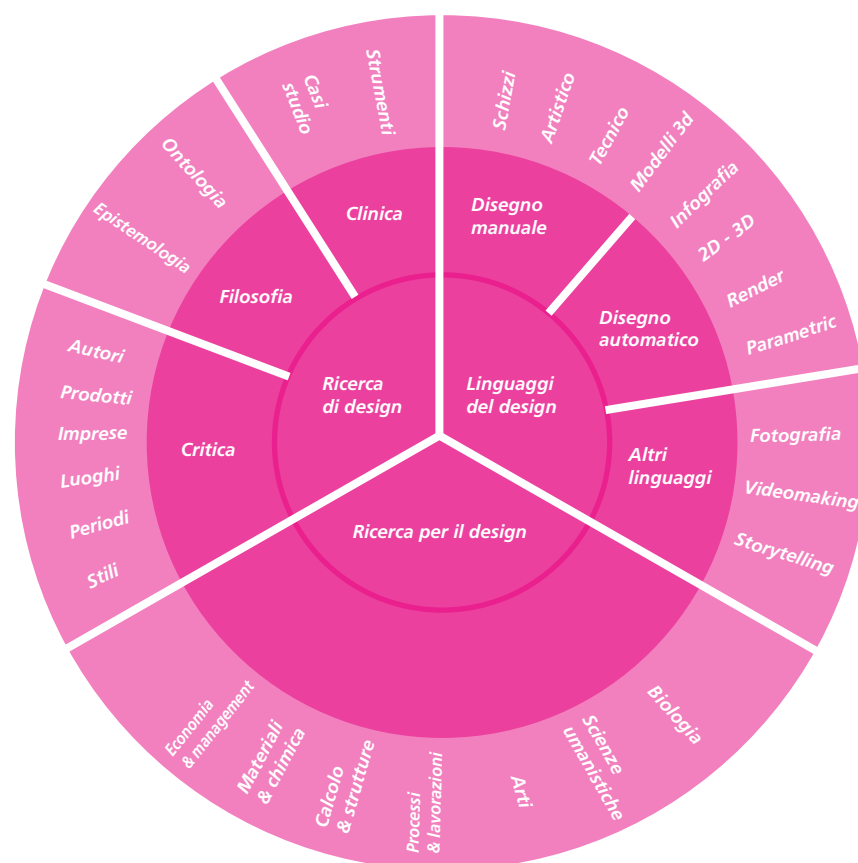 Strumenti
Casi
studio
Ontologia
Epistemologia
Schizzi
Artistico
Tecnico
Modelli 3d
Infografia
2D - 3D
Render
Parametric
Clinica
Filosofia
Disegno
manuale
Disegno
automatico
Autori
Prodotti
Imprese
Luoghi
Periodi
Stili
Critica
Ricerca
di design
Linguaggi
del design
Altri
linguaggi
Fotografia
Videomaking
Storytelling
Ricerca per il design
Economia
& management
Materiali
& chimica
Calcolo
& strutture
Processi
& lavorazioni
Arti
Scienze
umanistiche
Biologia